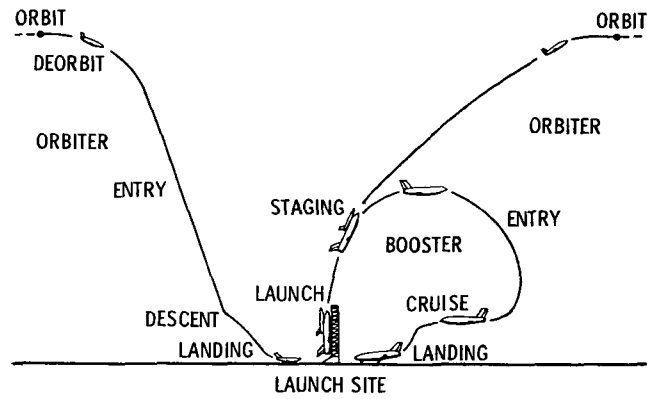 ORBIT
ORBIT
DEORBIT
ORBITER
ORBITER
ENTRY
STAGING
ENTRY
BOOSTER
LAUNCH
CRUISE
DESCENT
LANDING
LANDING
LAUNCH SITE